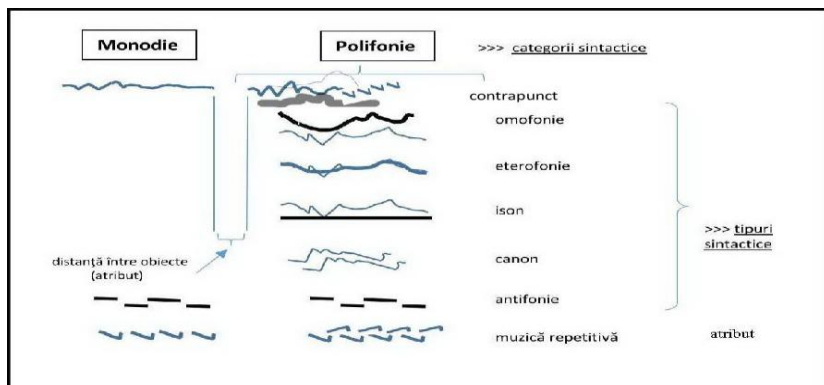 Monodie
Polifonie
>>> categorii sintactice
contrapunct
omofonie
eterofonie
ison
>>> tipuri
sintactice
distanță între obiecte
(atribut)
canon
antifonie
muzică repetitivă
atribut